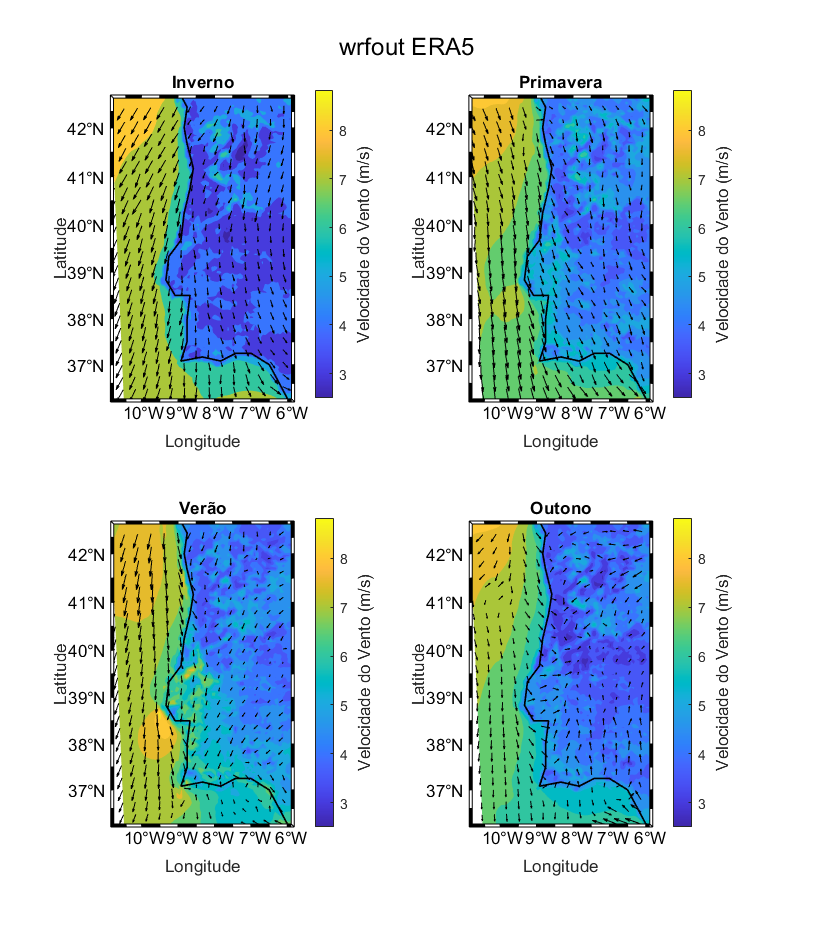 wrfout ERA5
Inverno
42°N
41°N
40°N
39°N
38°N
37°N
Latitude
10°W 9°W 8°W 7°W 6°W
Longitude
8
7
6
5
4
3
Velocidade do Vento (m/s)
Primavera
42°N
41°N
40°N
39°N
38°N
37°N
Latitude
10°W 9°W 8°W 7°W 6°W
Longitude
8
7
6
5
4
3
Velocidade do Vento (m/s)
Verão
42°N
41°N
40°N
39°N
38°N
37°N
Latitude
10°W 9°W 8°W 7°W 6°W
Longitude
8
7
6
5
4
3
Velocidade do Vento (m/s)
Outono
42°N
41°N
40°N
39°N
38°N
37°N
Latitude
10°W 9°W 8°W 7°W 6°W
Longitude
8
7
6
5
4
3
Velocidade do Vento (m/s)